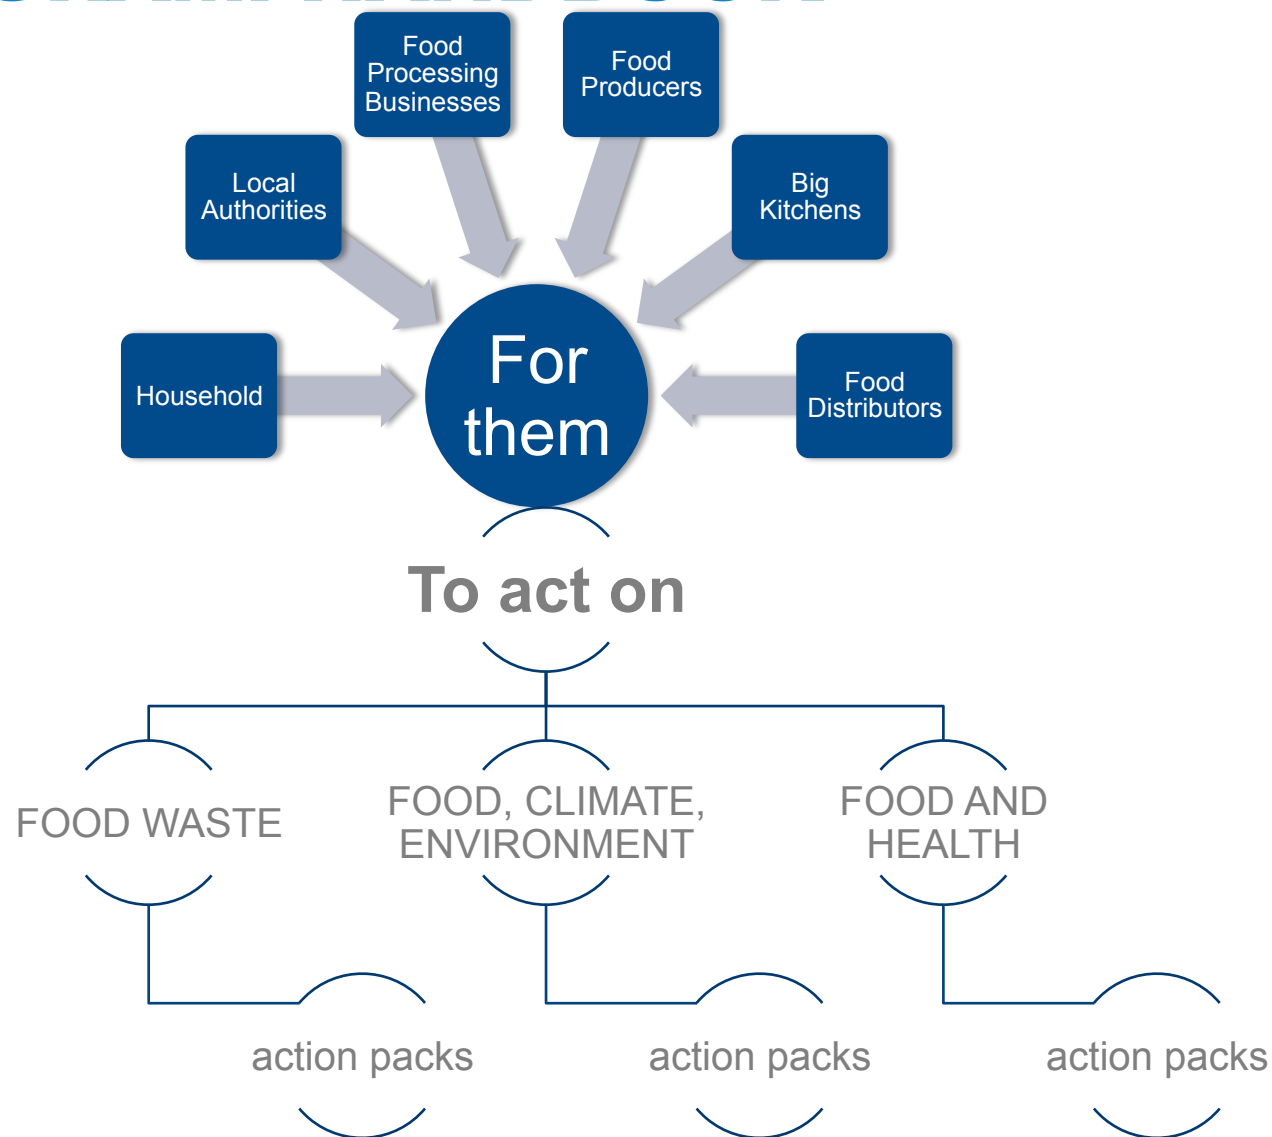 Food
Processing
Businesses
Food
Producers
Local
Authorities
Big
Kitchens
Household
For
them
Food
Distributors
To act on
FOOD WASTE
FOOD, CLIMATE,
ENVIRONMENT
FOOD AND
HEALTH
action packs
action packs
action packs